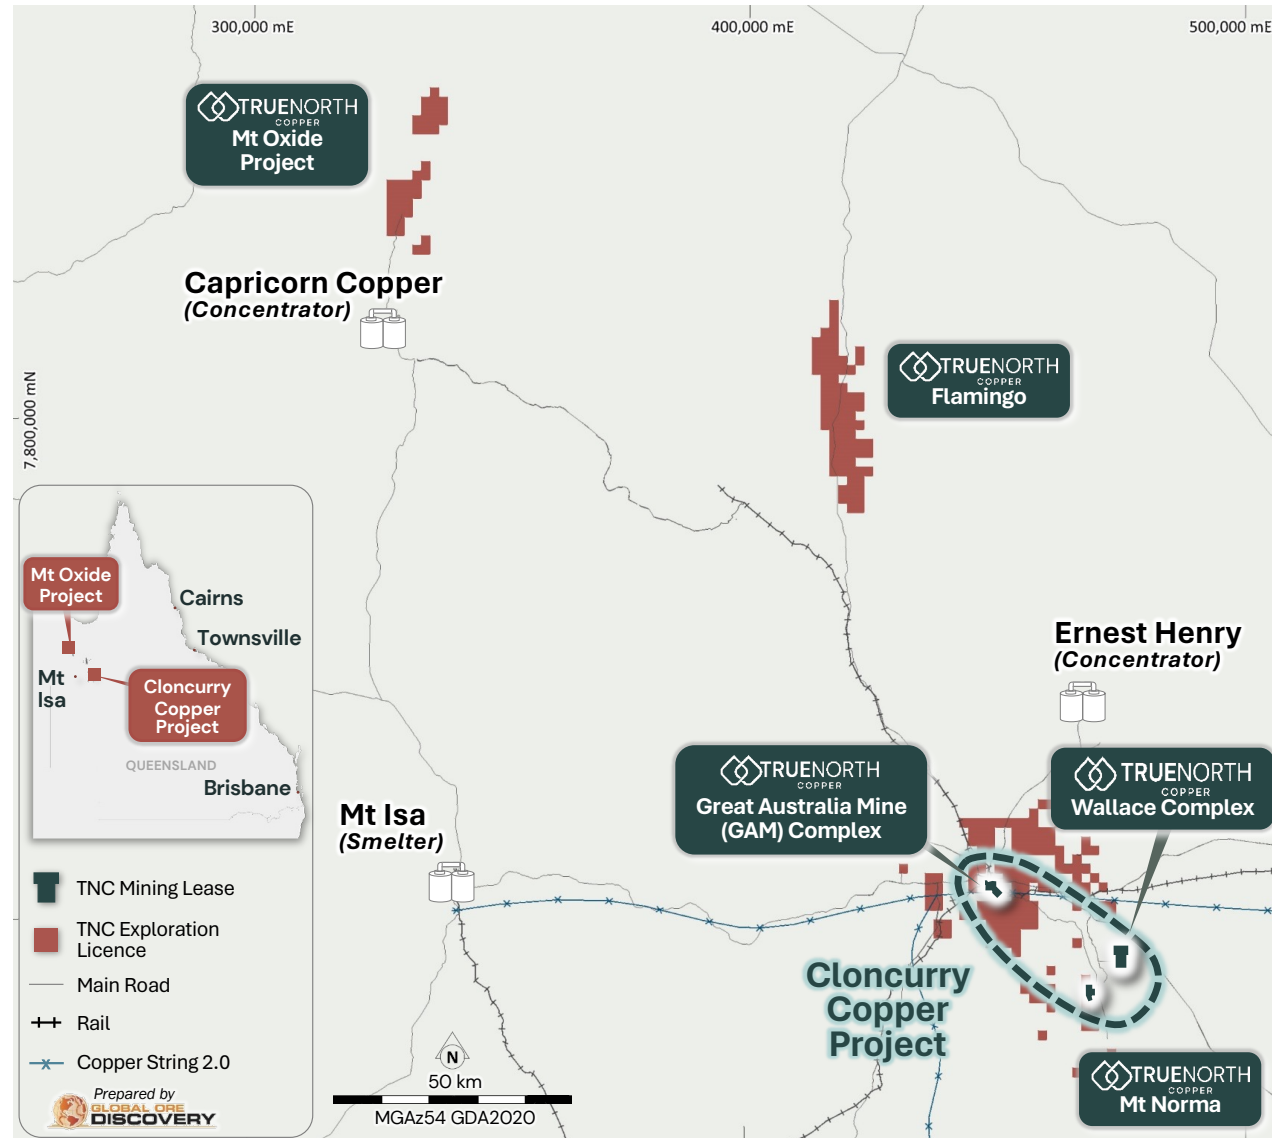 300,000 mE
400,000 mE
500,000 mE
TRUENORTH
COPPER
Mt Oxide
Project
Capricorn Copper
(Concentrator)
TRUENORTH
COPPER
Flamingo
7,800,000 mN
Mt Oxide
Project
Cairns
Townsville
Mt
Isa
Cloncurry
Copper
Project
QUEENSLAND
Brisbane
Ernest Henry
(Concentrator)
TRUENORTH
COPPER
Great Australia Mine
(GAM) Complex
TRUENORTH
COPPER
Wallace Complex
Mt Isa
(Smelter)
Cloncurry
Copper
Project
TRUENORTH
COPPER
Mt Norma
TNC Mining Lease
TNC Exploration
Licence
Main Road
Rail
Copper String 2.0
Prepared by
GLOBAL ORE
DISCOVERY
N
50 km
MGAz54 GDA2020